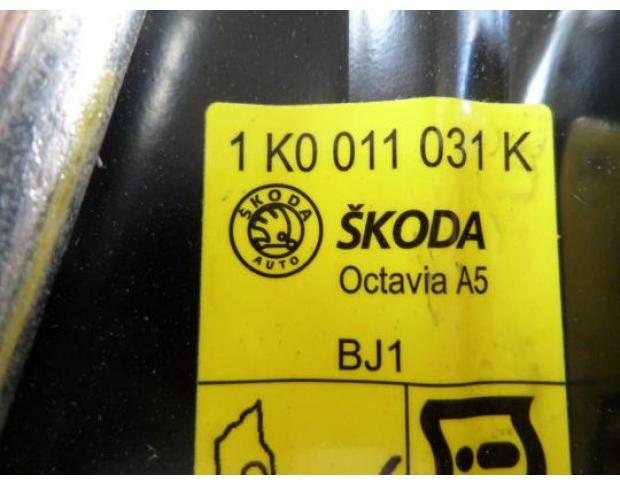 1 K0 011 031 K
ŠKODA
AUTO
ŠKODA
Octavia A5
BJ1